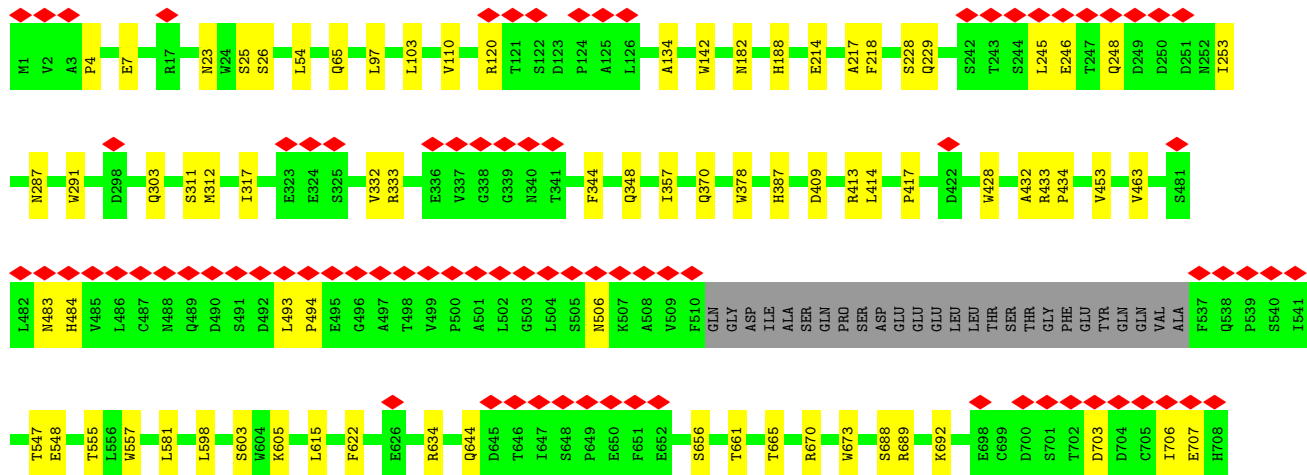 M1 V2 A3 P4 E7 R17 N23 W24 S25 S26 L54 Q65 L97 L103 V110 R120 T121 S122 D123 P124 A125 L126 A134 W142 N182 H188 E214 A217 F218 S228 Q229 S242 T243 S244 L245 E246 T247 Q248 D249 D250 D251 N252 I253
N287 W291 D298 Q303 S311 M312 I317 E323 E324 S325 V332 R333 E336 V337 G338 G339 N340 T341 F344 Q348 I357 Q370 W378 H387 D409 R413 L414 P417 D422 W428 A432 R433 P434 V453 V463 S481
L482 N483 H484 V485 L486 C487 N488 Q489 D490 S491 D492 L493 P494 E495 G496 A497 T498 V499 P500 A501 L502 G503 L504 S505 N506 K507 A508 V509 F510 GLN GLY ASP ILE ALA SER GLN PRO SER ASP GLU GLU GLU LEU LEU THR SER THR GLY PHE GLU TYR GLN GLN VAL ALA F537 Q538 P539 S540 I541
T547 E548 T555 L556 W557 L581 L598 S603 W604 K605 L615 F622 E626 R634 Q644 D645 T646 I647 S648 P649 E650 F651 E652 S656 T661 T665 R670 W673 S688 R689 K692 E698 C699 D700 S701 T702 D703 D704 C705 I706 E707 H708